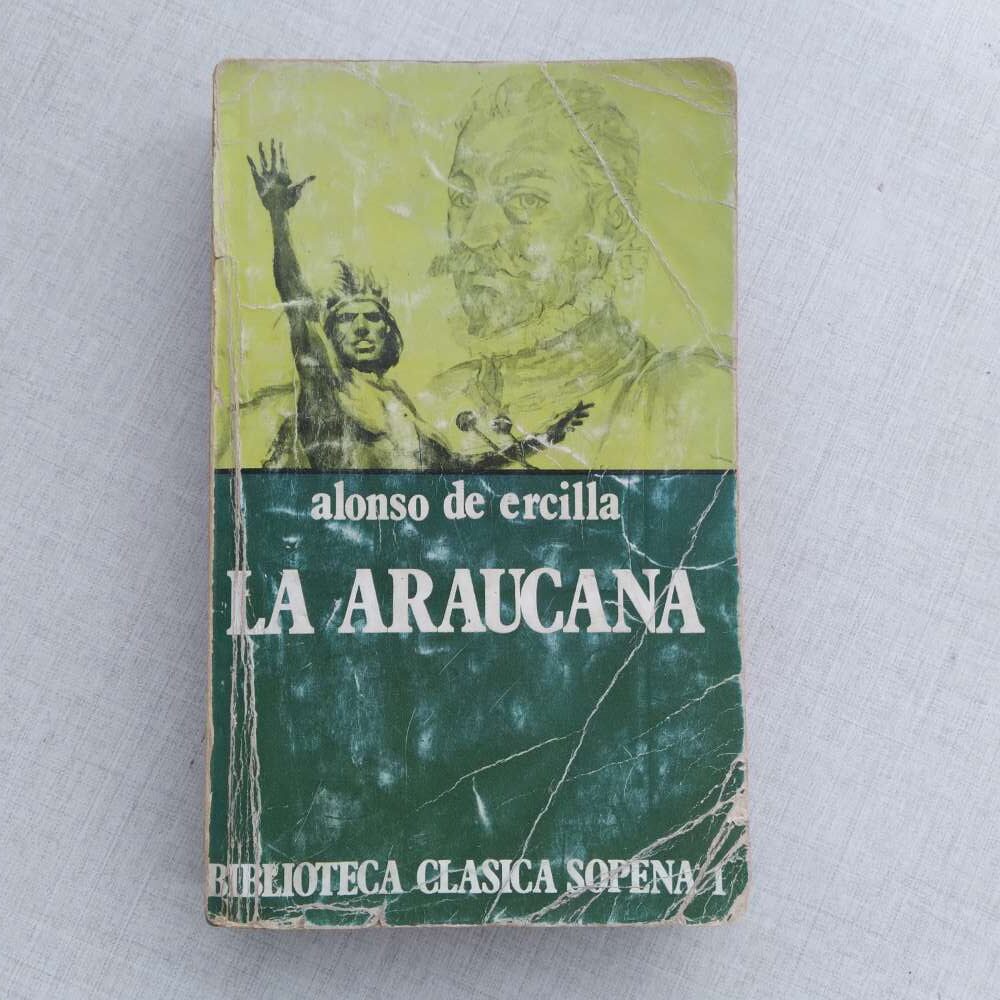 alonso de ercilla
LA ARAUCANA
BIBLIOTECA CLASICA SOPENA 1